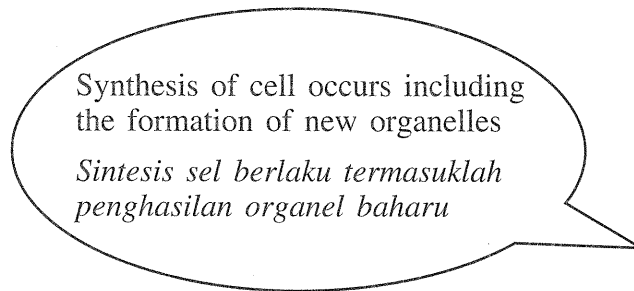 Synthesis of cell occurs including
the formation of new organelles
Sintesis sel berlaku termasuklah
penghasilan organel baharu